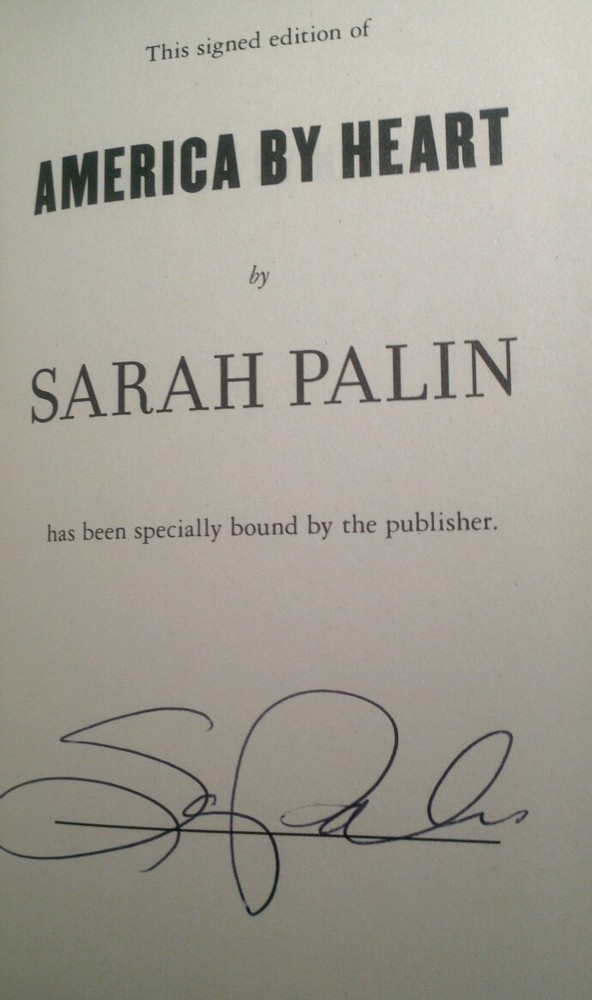 This signed edition of
AMERICA BY HEART
by
SARAH PALIN
has been specially bound by the publisher.